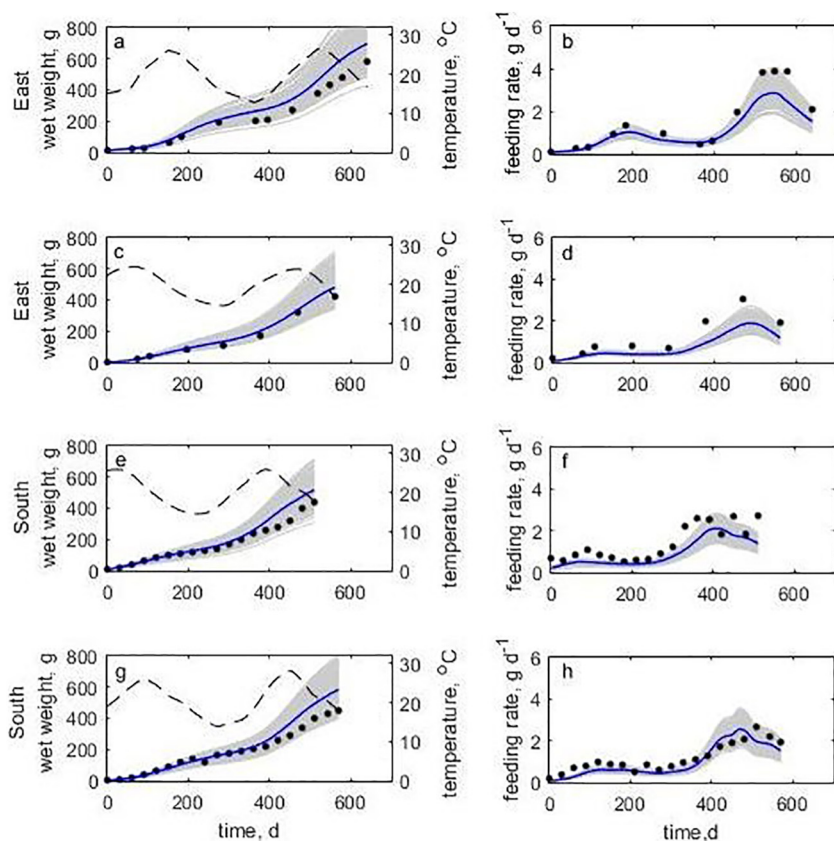 a
800
600
400
200
0
0 200 400 600
30
20
10
0
East
wet weight, g
temperature, °C
b
6
4
2
0
0 200 400 600
feeding rate, g d-1
c
800
600
400
200
0
0 200 400 600
30
20
10
0
East
wet weight, g
temperature, °C
d
6
4
2
0
0 200 400 600
feeding rate, g d-1
e
800
600
400
200
0
0 200 400 600
30
20
10
0
South
wet weight, g
temperature, °C
f
6
4
2
0
0 200 400 600
feeding rate, g d-1
g
800
600
400
200
0
0 200 400 600
30
20
10
0
South
wet weight, g
temperature, °C
time, d
h
6
4
2
0
0 200 400 600
feeding rate, g d-1
time,d